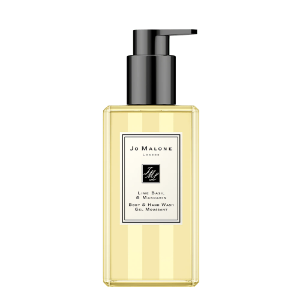 JO MALONE
LONDON
LIME BASIL
& MANDARIN
BODY & HAND WASH
GEL MOUSSANT